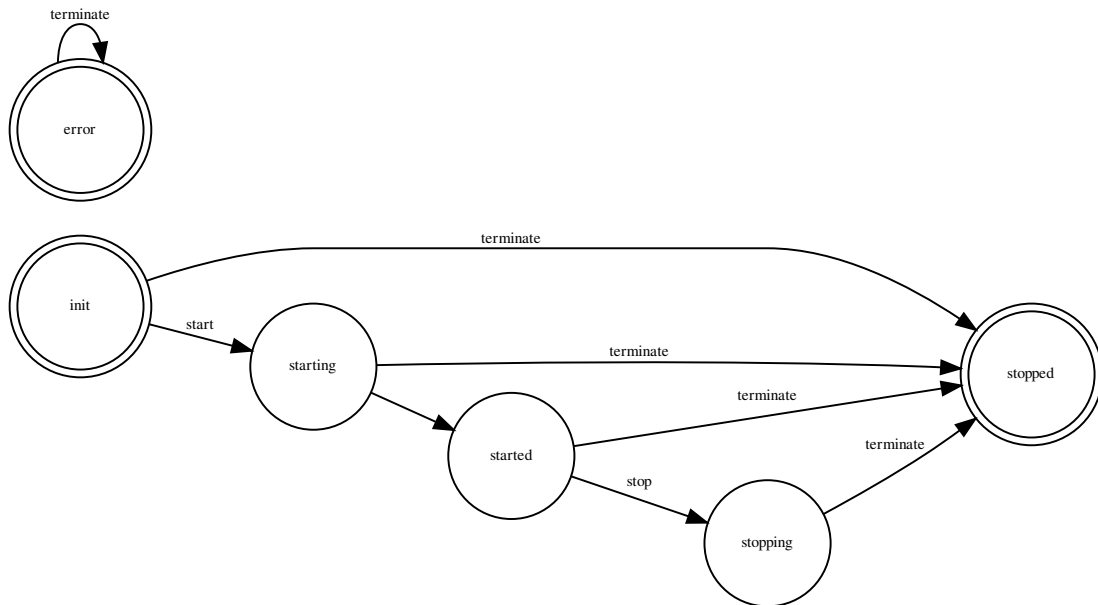 terminate
error
terminate
init
start
starting
terminate
stopped
terminate
started
terminate
stop
stopping